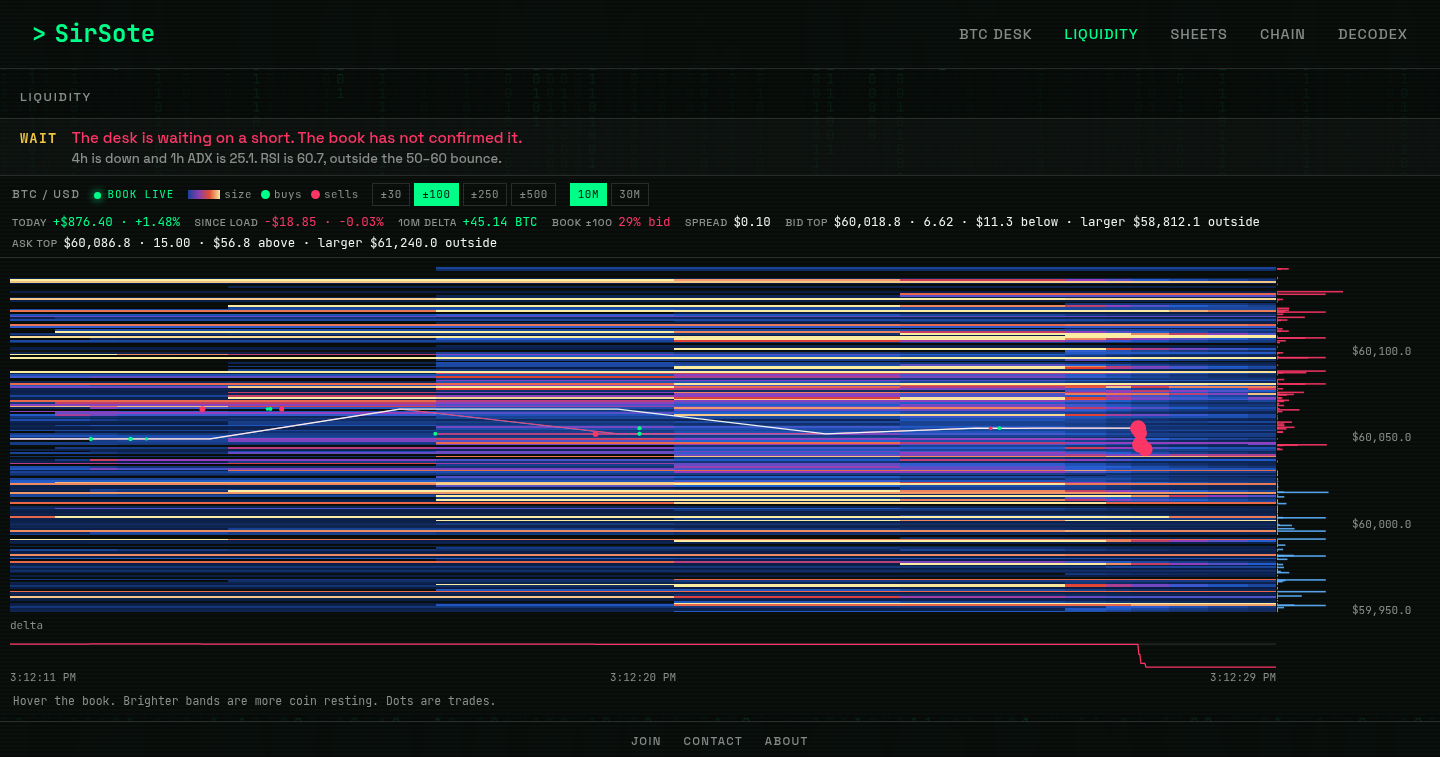 > SirSote
BTC DESK LIQUIDITY SHEETS CHAIN DECODEX
LIQUIDITY
WAIT The desk is waiting on a short. The book has not confirmed it.
4h is down and 1h ADX is 25.1. RSI is 60.7, outside the 50–60 bounce.
BTC / USD BOOK LIVE size buys sells ±30 ±100 ±250 ±500 10M 30M
TODAY +$876.40 · +1.48% SINCE LOAD -$18.85 · -0.03% 10M DELTA +45.14 BTC BOOK ±100 29% bid SPREAD $0.10 BID TOP $60,018.8 · 6.62 · $11.3 below · larger $58,812.1 outside
ASK TOP $60,086.8 · 15.00 · $56.8 above · larger $61,240.0 outside
$60,100.0
$60,050.0
$60,000.0
$59,950.0
delta
3:12:11 PM 3:12:20 PM 3:12:29 PM
Hover the book. Brighter bands are more coin resting. Dots are trades.
JOIN CONTACT ABOUT